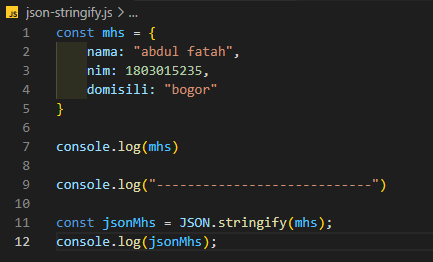 JS json-stringify.js > ...
1 const mhs = {
2 nama: "abdul fatah",
3 nim: 1803015235,
4 domisili: "bogor"
5 }
6
7 console.log(mhs)
8
9 console.log("---------------------------")
10
11 const jsonMhs = JSON.stringify(mhs);
12 console.log(jsonMhs);